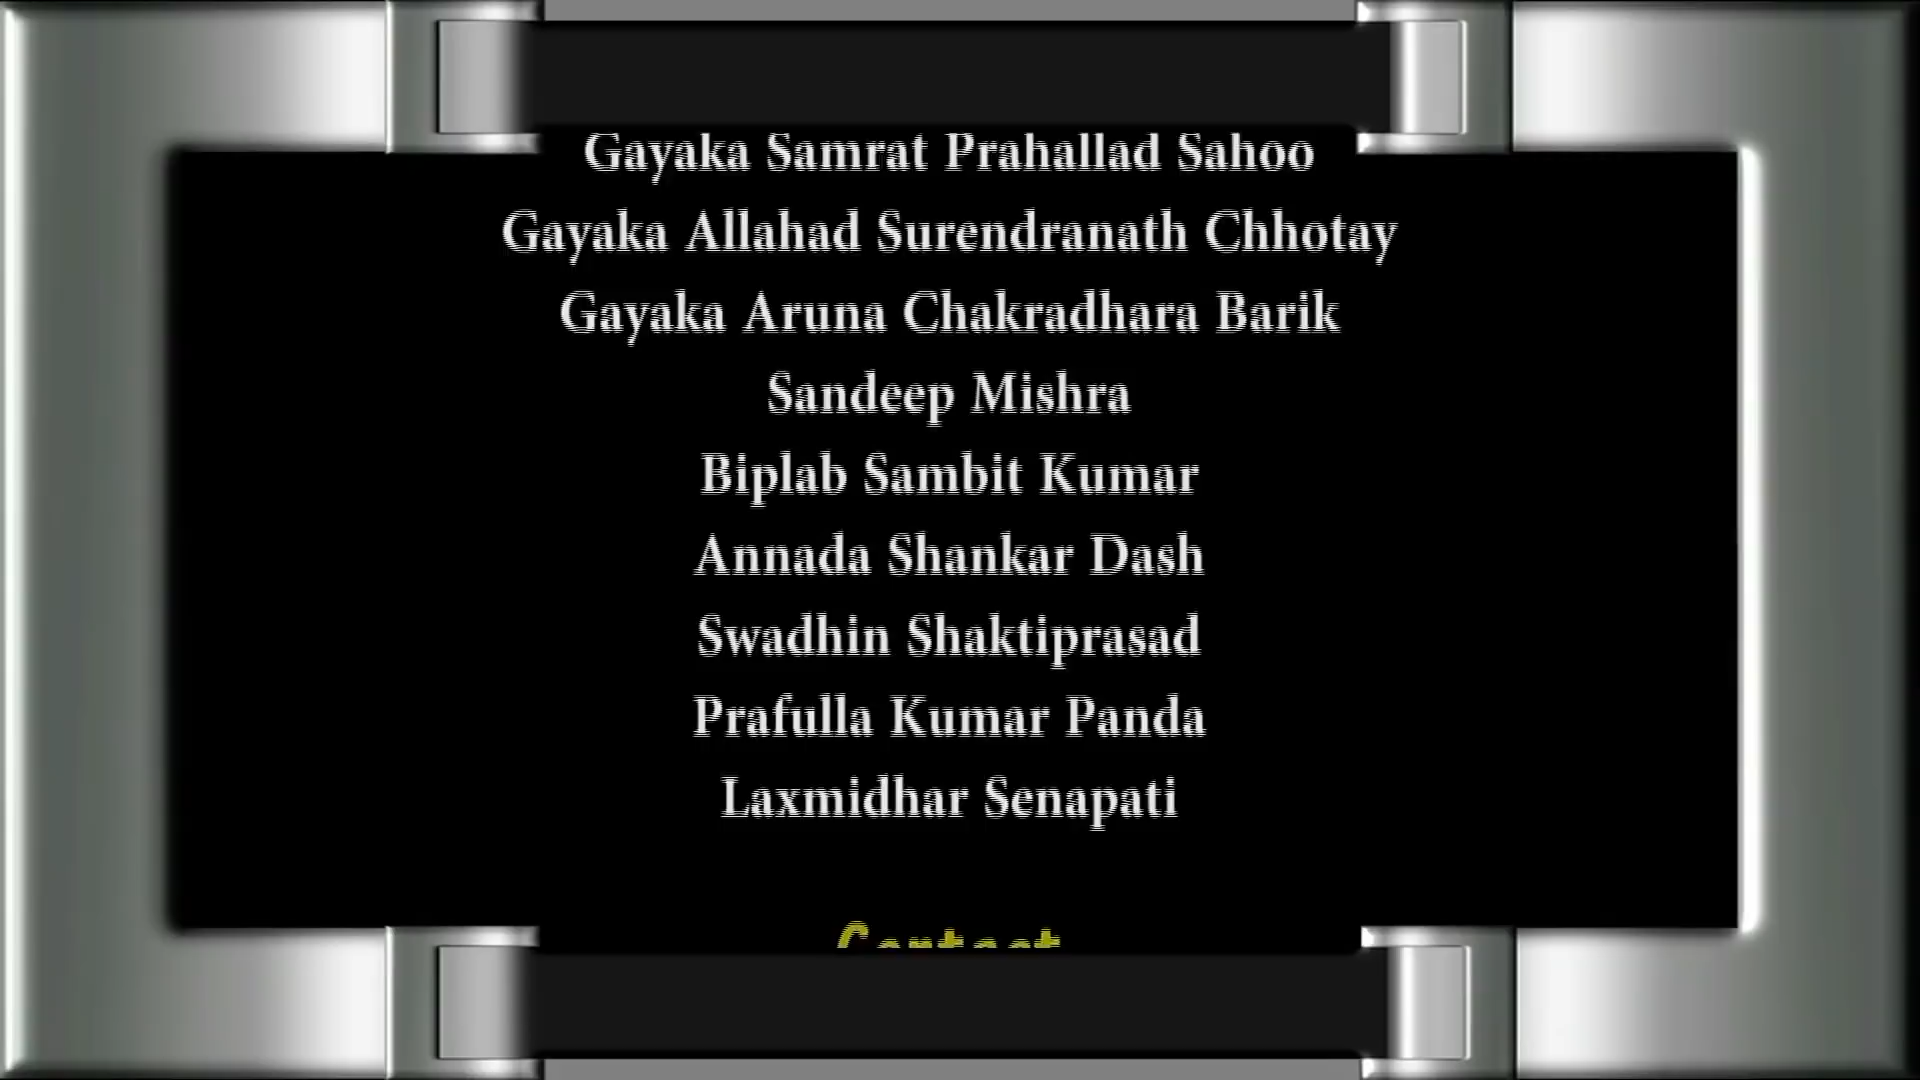 Gayaka Samrat Prahallad Sahoo
Gayaka Allahad Surendranath Chhotay
Gayaka Aruna Chakradhara Barik
Sandeep Mishra
Biplab Sambit Kumar
Annada Shankar Dash
Swadhin Shaktiprasad
Prafulla Kumar Panda
Laxmidhar Senapati
Contact